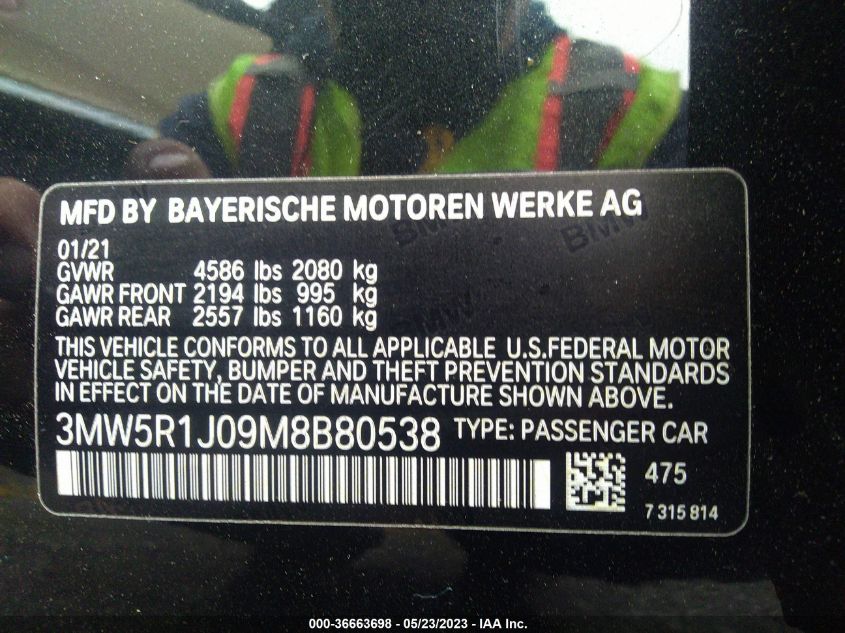 MFD BY BAYERISCHE MOTOREN WERKE AG
01/21
GVWR 4586 lbs 2080 kg
GAWR FRONT 2194 lbs 995 kg
GAWR REAR 2557 lbs 1160 kg
THIS VEHICLE CONFORMS TO ALL APPLICABLE U.S.FEDERAL MOTOR
VEHICLE SAFETY, BUMPER AND THEFT PREVENTION STANDARDS
IN EFFECT ON THE DATE OF MANUFACTURE SHOWN ABOVE.
3MW5R1J09M8B80538 TYPE: PASSENGER CAR
475
7 315 814
BMW
BMW
BMW
000-36663698 - 05/23/2023 - IAA Inc.